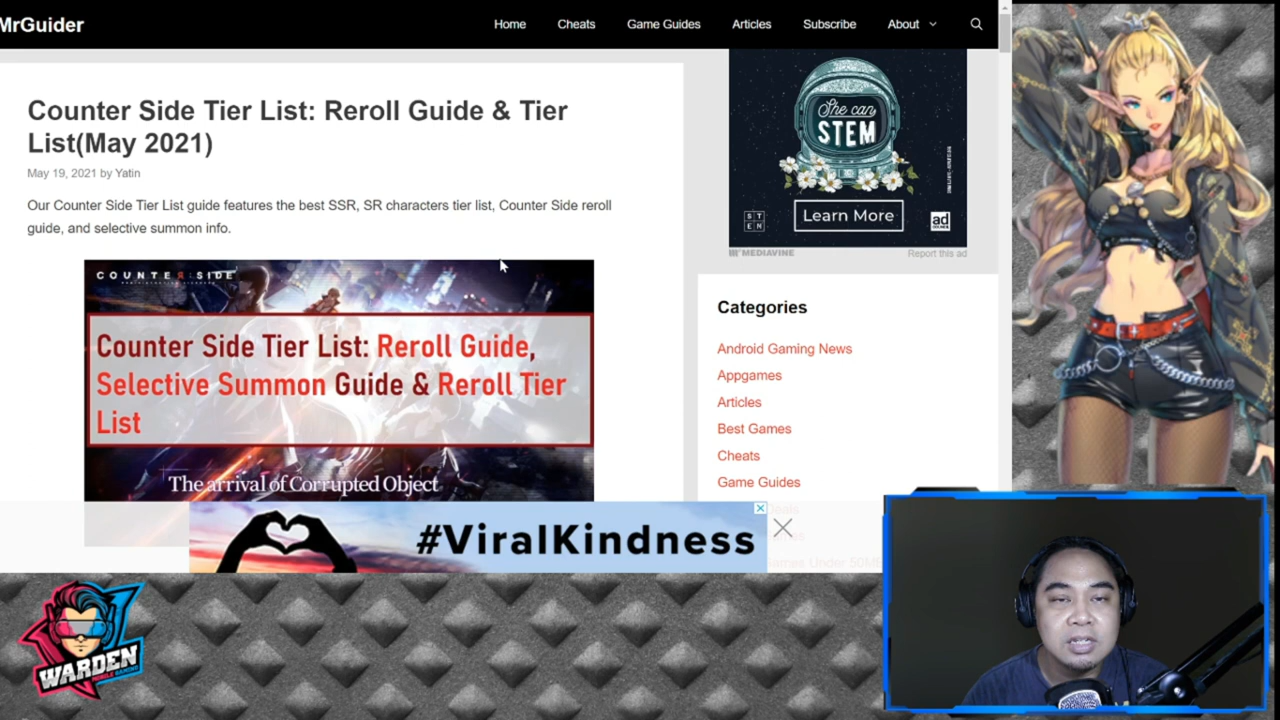 MrGuider
Home Cheats Game Guides Articles Subscribe About
Counter Side Tier List: Reroll Guide & Tier
List(May 2021)
May 19, 2021 by Yatin
Our Counter Side Tier List guide features the best SSR, SR characters tier list, Counter Side reroll
guide, and selective summon info.
COUNTER:SIDE
Counter Side Tier List: Reroll Guide,
Selective Summon Guide & Reroll Tier
List
The arrival of Corrupted Object
She can
STEM
Learn More
ad
COUNCIL
MEDIAVINE
Report this ad
Categories
Android Gaming News
Appgames
Articles
Best Games
Cheats
Game Guides
#ViralKindness
WARDEN
MOBILE GAMING